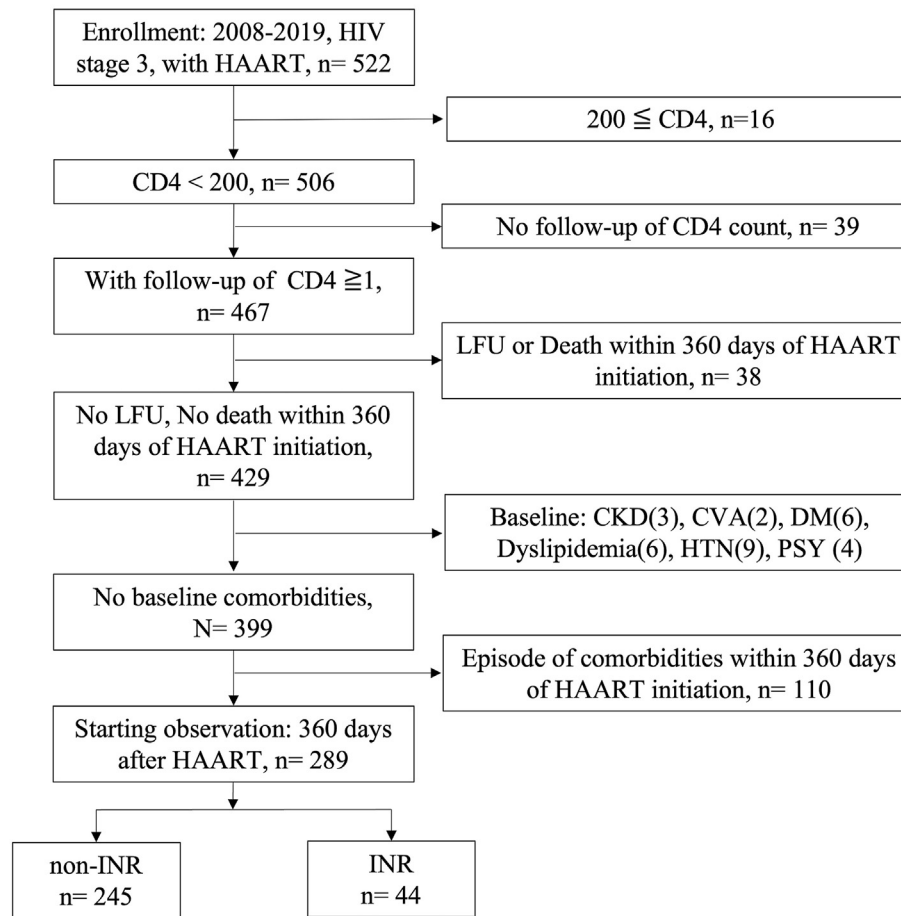 Enrollment: 2008-2019, HIV
stage 3, with HAART, n= 522
200 ≦ CD4, n=16
CD4 < 200, n= 506
No follow-up of CD4 count, n= 39
With follow-up of CD4 ≧1,
n= 467
LFU or Death within 360 days of HAART
initiation, n= 38
No LFU, No death within 360
days of HAART initiation,
n= 429
Baseline: CKD(3), CVA(2), DM(6),
Dyslipidemia(6), HTN(9), PSY (4)
No baseline comorbidities,
N= 399
Episode of comorbidities within 360 days
of HAART initiation, n= 110
Starting observation: 360 days
after HAART, n= 289
non-INR
n= 245
INR
n= 44